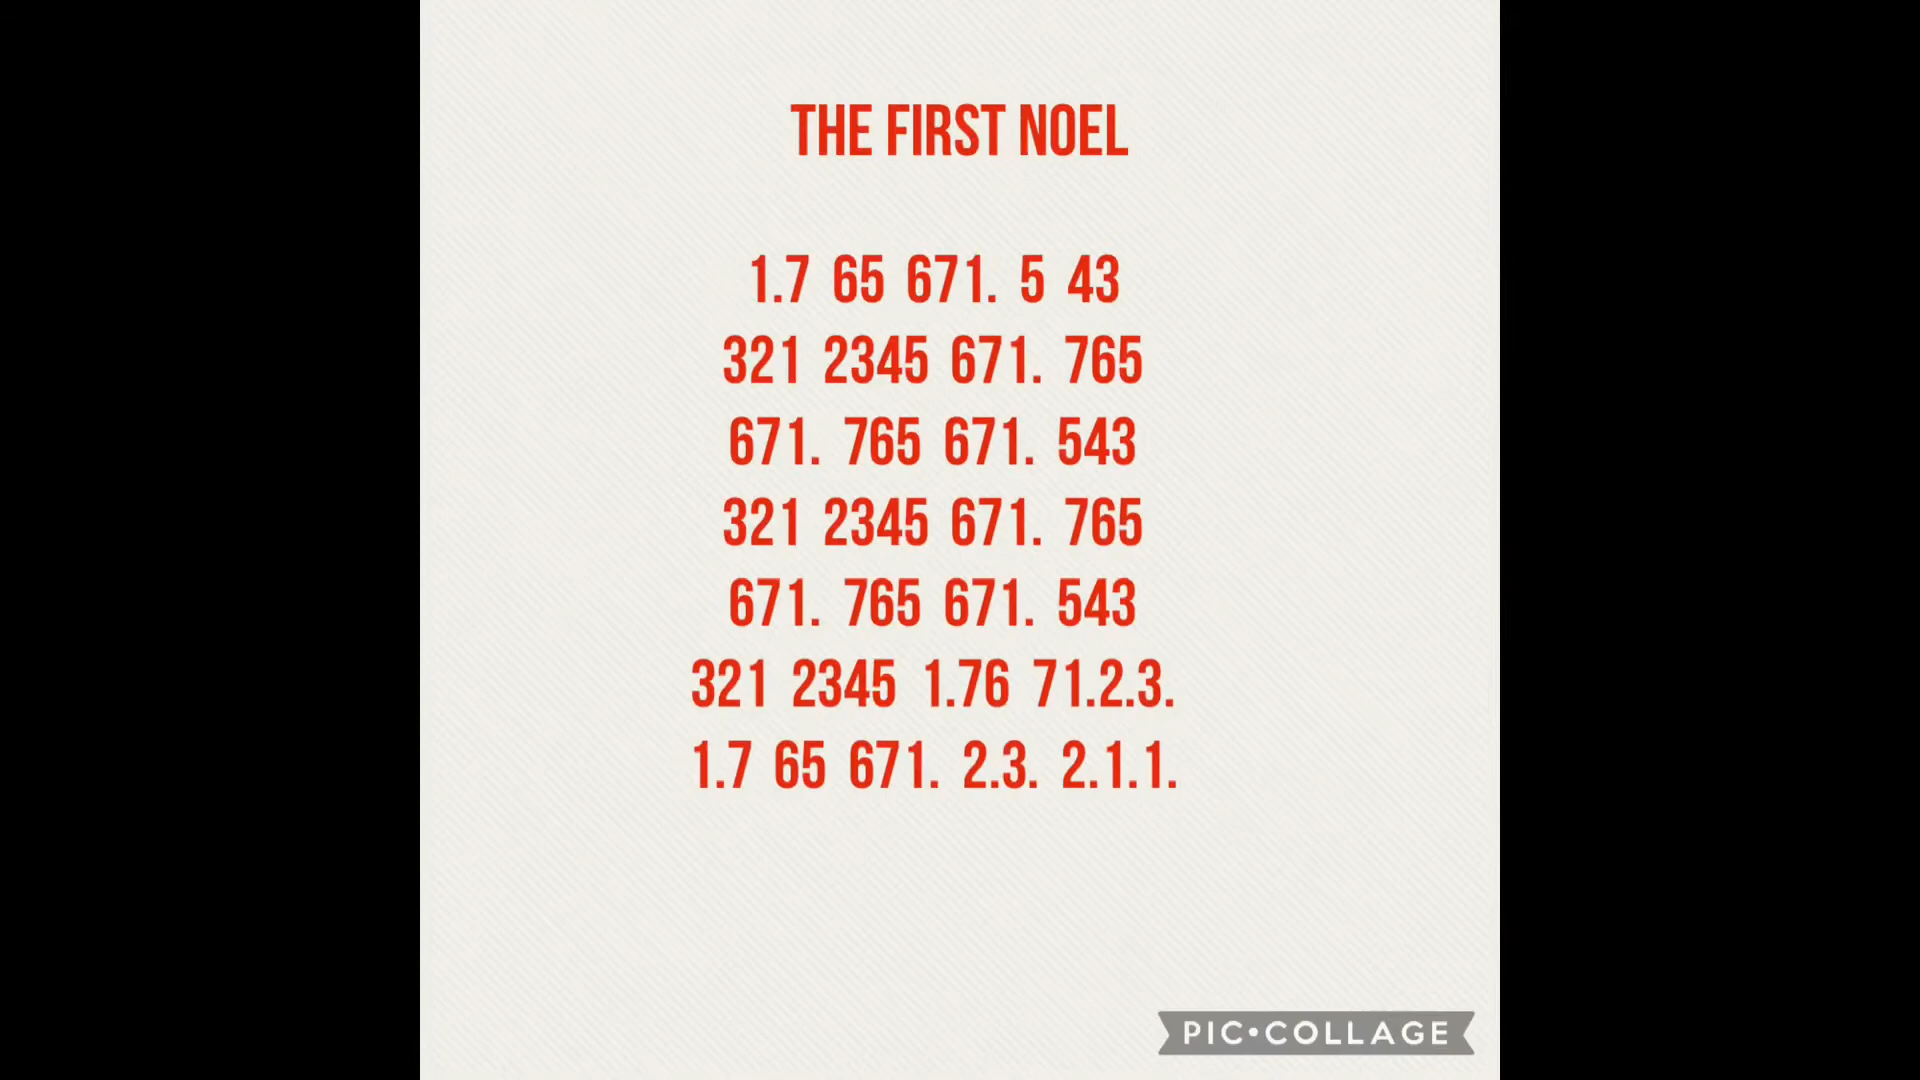 THE FIRST NOEL
1.7 65 671. 5 43
321 2345 671. 765
671. 765 671. 543
321 2345 671. 765
671. 765 671. 543
321 2345 1.76 71.2.3.
1.7 65 671. 2.3. 2.1.1.
PIC•COLLAGE